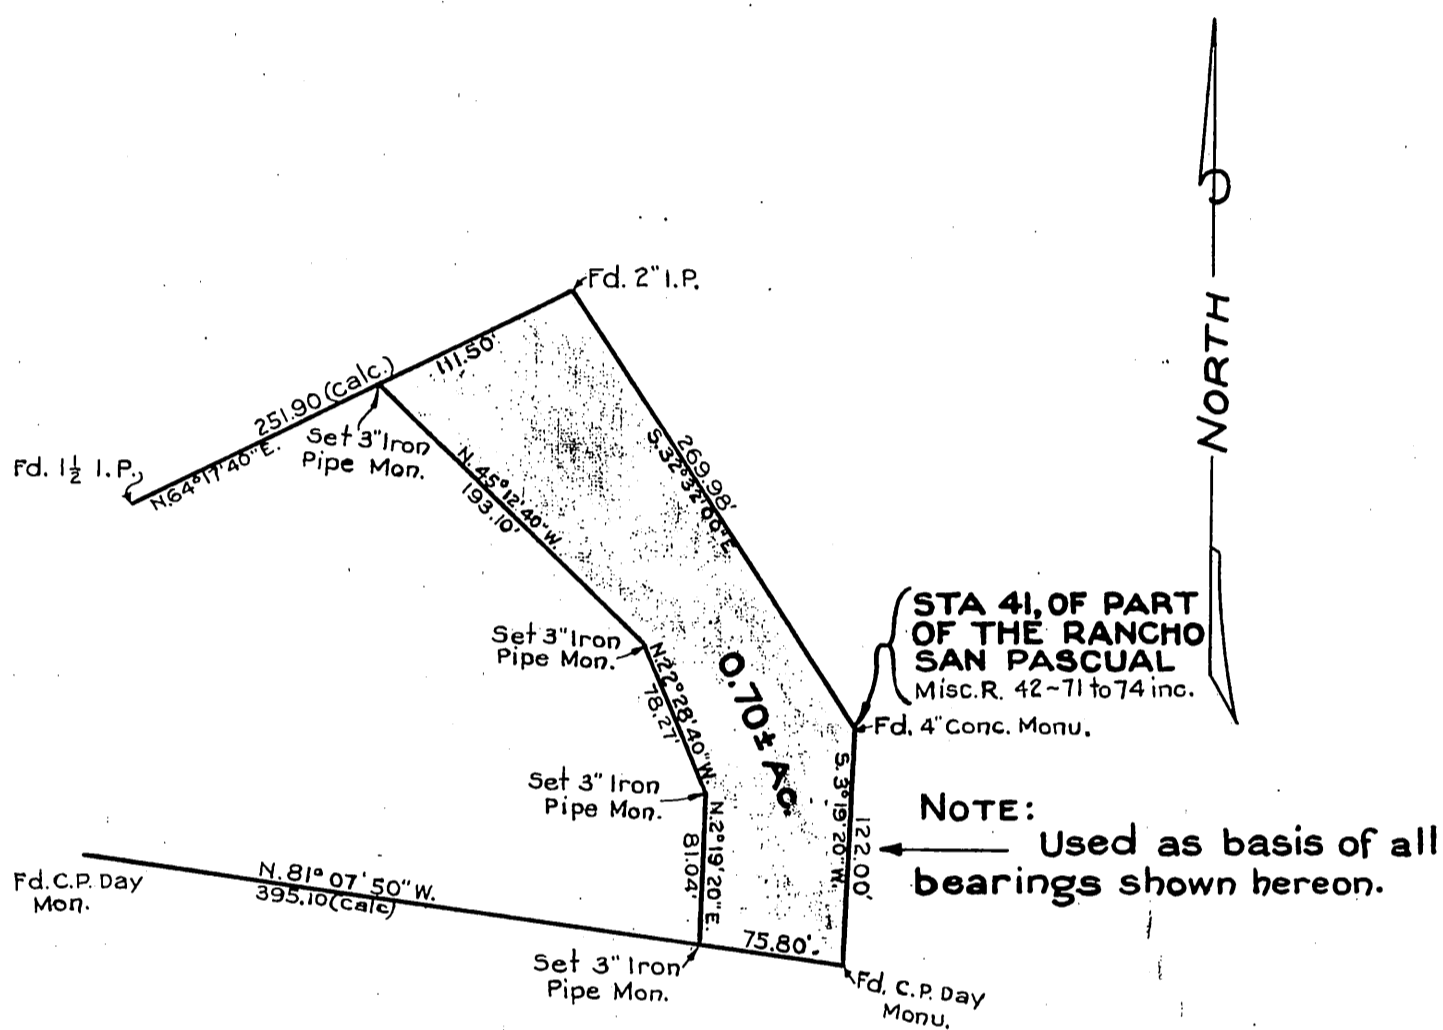 NORTH
Fd. 2" I.P.
111.50'
251.90 (calc.)
N.64°17'40"E.
Fd. 1½ I.P.
Set 3" Iron
Pipe Mon.
N. 45°12'40"W.
193.10'
269.98'
S. 32°32'00"E
Set 3" Iron
Pipe Mon.
N.22°28'40"W.
78.27'
0.70± Ac.
STA 41, OF PART
OF THE RANCHO
SAN PASCUAL
Misc. R. 42~71 to 74 inc.
Fd. 4" Conc. Monu.
Set 3" Iron
Pipe Mon.
N.2°19'20"E.
81.04'
S. 3°19'20"W.
122.00'
NOTE:
Used as basis of all
bearings shown hereon.
Fd. C.P. Day
Mon.
N. 81° 07' 50" W.
395.10 (calc)
75.80'
Set 3" Iron
Pipe Mon.
Fd. C.P. Day
Monu.